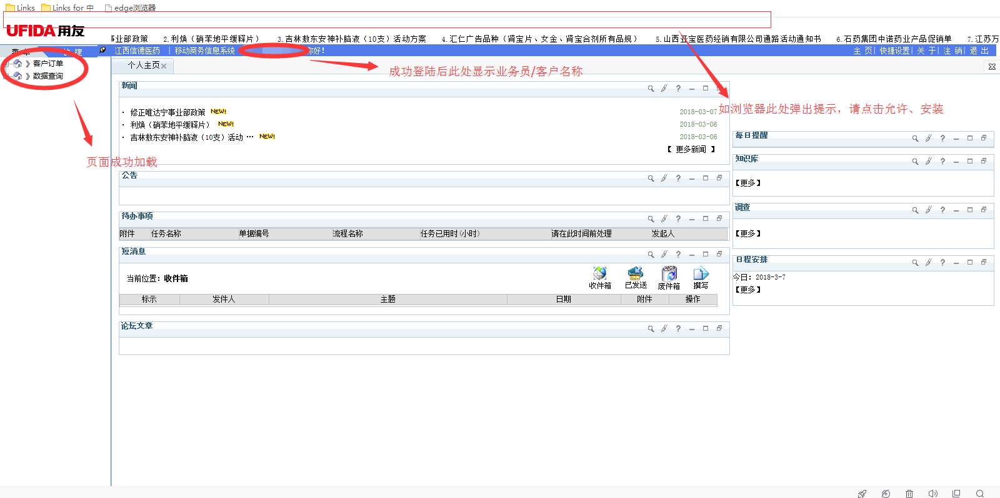 Links Links for 中 edge浏览器
UFIDA 用友
事业部政策 2.利焕（硝苯地平缓释片） 3.吉林敖东安神补脑液（10支）活动方案 4.汇仁广告品种（肾宝片、女金、肾宝合剂所有品规） 5.山西亚宝医药经销有限公司通路活动通知书 6.石药集团中诺药业产品促销单 7.江苏万
江西信德医药 | 移动商务信息系统 你好! 主 页| 快捷设置| 关 于| 注 销| 退 出
》客户订单
》数据查询
个人主页
成功登陆后此处显示业务员/客户名称
如浏览器此处弹出提示，请点击允许、安装
页面成功加载
新闻
· 修正唯达宁事业部政策 NEW! 2018-03-07
· 利焕（硝苯地平缓释片） NEW! 2018-03-06
· 吉林敖东安神补脑液（10支）活动 … NEW! 2018-03-06
【 更多新闻 】
公告
待办事项
附件 任务名称 单据编号 流程名称 任务已用时(小时) 请在此时间前处理 发起人
短消息
当前位置：收件箱
收件箱 已发送 废件箱 撰写
标示 发件人 主题 日期 附件 操作
论坛文章
每日提醒
知识库
【更多】
调查
【更多】
日程安排
今日：2018-3-7
【更多】